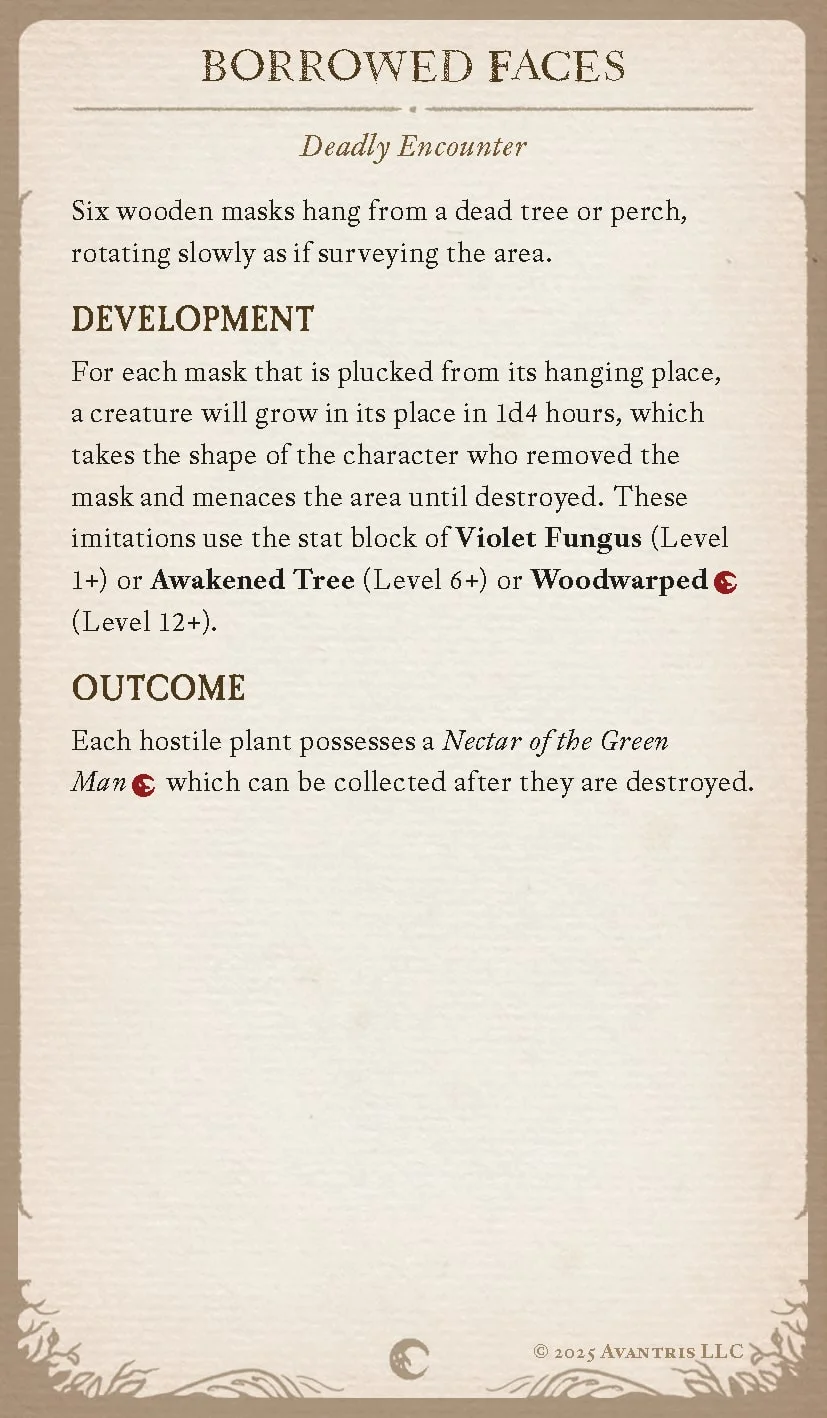 BORROWED FACES
Deadly Encounter
Six wooden masks hang from a dead tree or perch,
rotating slowly as if surveying the area.
DEVELOPMENT
For each mask that is plucked from its hanging place,
a creature will grow in its place in 1d4 hours, which
takes the shape of the character who removed the
mask and menaces the area until destroyed. These
imitations use the stat block of Violet Fungus (Level
1+) or Awakened Tree (Level 6+) or Woodwarped
(Level 12+).
OUTCOME
Each hostile plant possesses a Nectar of the Green
Man which can be collected after they are destroyed.
© 2025 AVANTRIS LLC